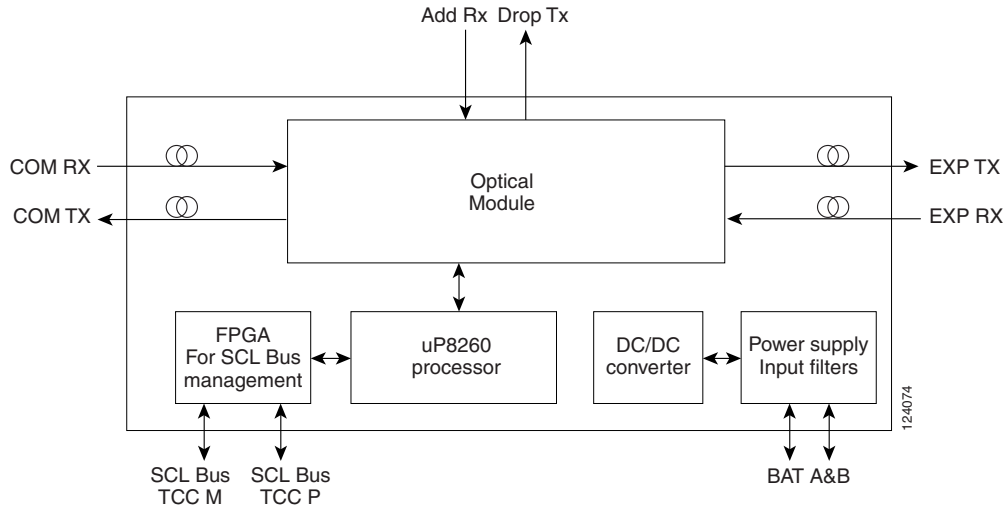 Add Rx Drop Tx
COM RX
EXP TX
Optical
Module
COM TX
EXP RX
FPGA
For SCL Bus
management
uP8260
processor
DC/DC
converter
Power supply
Input filters
124074
SCL Bus
TCC M
SCL Bus
TCC P
BAT A&B